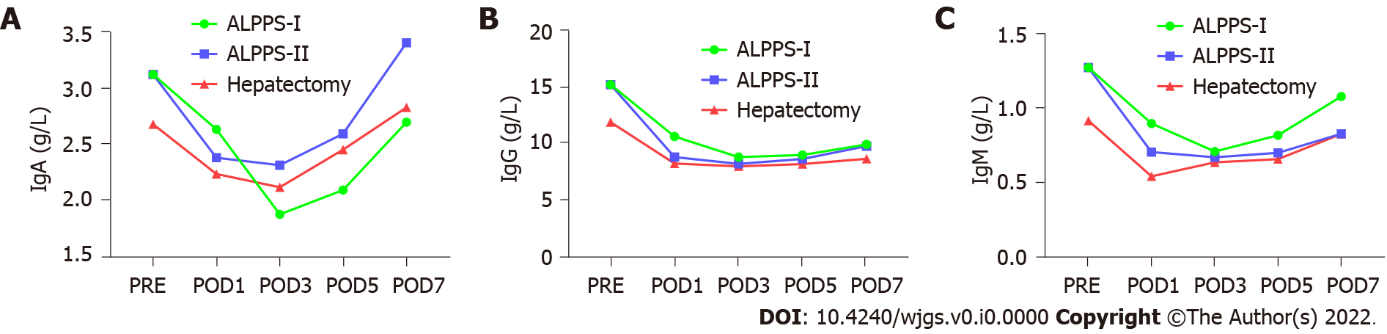 A
IgA (g/L)
3.5
3.0
2.5
2.0
1.5
ALPPS-I
ALPPS-II
Hepatectomy
PRE POD1 POD3 POD5 POD7
B
IgG (g/L)
20
15
10
5
0
ALPPS-I
ALPPS-II
Hepatectomy
PRE POD1 POD3 POD5 POD7
C
IgM (g/L)
1.5
1.0
0.5
0.0
ALPPS-I
ALPPS-II
Hepatectomy
PRE POD1 POD3 POD5 POD7
DOI: 10.4240/wjgs.v0.i0.0000 Copyright ©The Author(s) 2022.